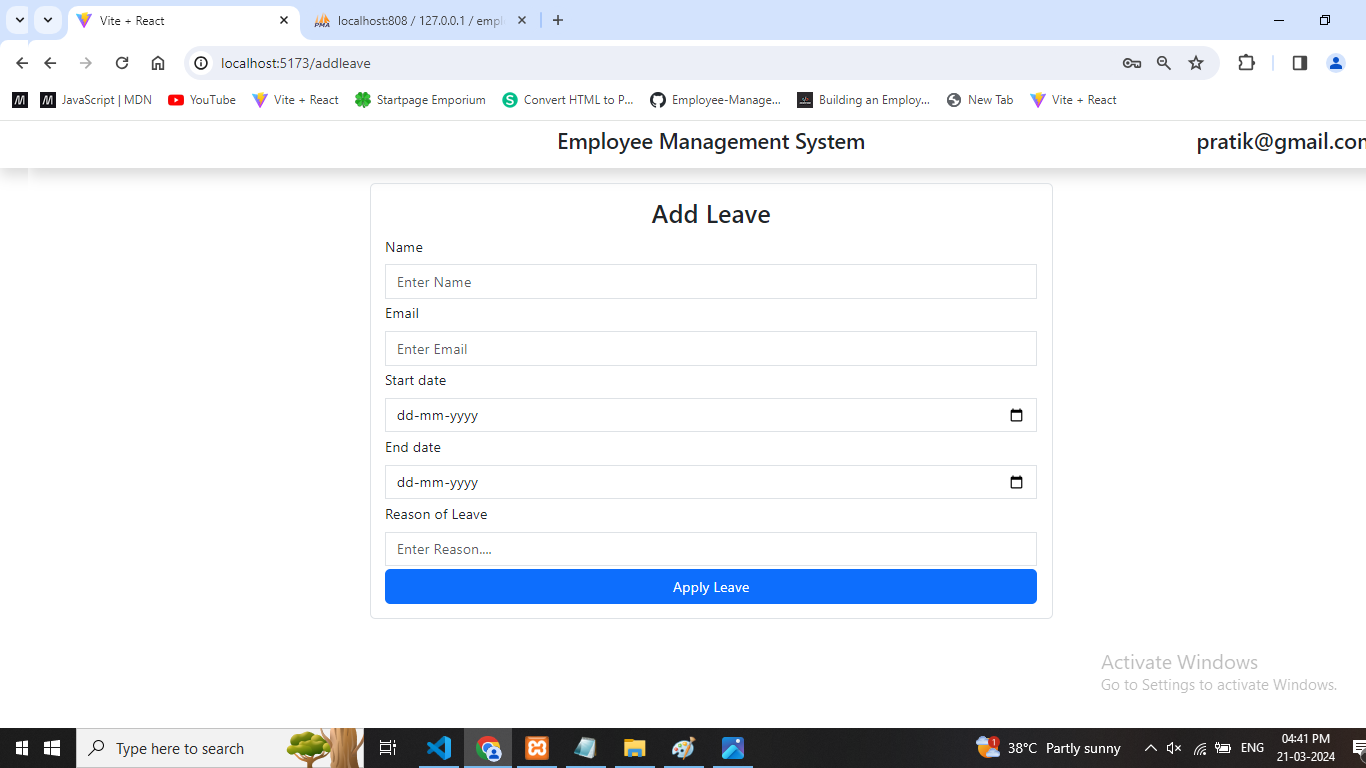 Vite + React
localhost:808 / 127.0.0.1 / empl
localhost:5173/addleave
JavaScript | MDN
YouTube
Vite + React
Startpage Emporium
Convert HTML to P...
Employee-Manage...
Building an Employ...
New Tab
Vite + React
Employee Management System
pratik@gmail.com
Add Leave
Name
Enter Name
Email
Enter Email
Start date
dd-mm-yyyy
End date
dd-mm-yyyy
Reason of Leave
Enter Reason....
Apply Leave
Activate Windows
Go to Settings to activate Windows.
Type here to search
1
38°C Partly sunny
ENG
04:41 PM
21-03-2024